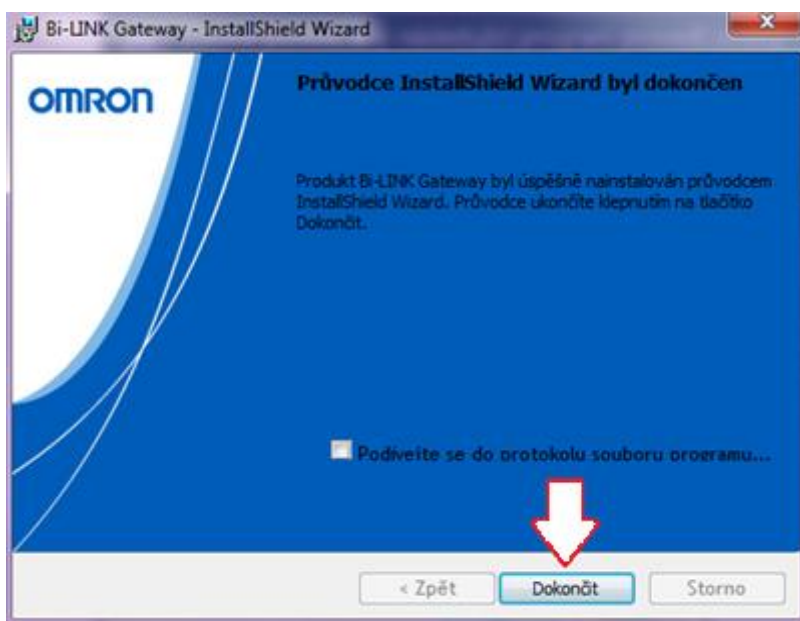 Bi-LINK Gateway - InstallShield Wizard
OMRON
Průvodce InstallShield Wizard byl dokončen
Produkt Bi-LINK Gateway byl úspěšně nainstalován průvodcem
InstallShield Wizard. Průvodce ukončíte klepnutím na tlačítko
Dokončit.
Podívejte se do protokolu souboru programu...
< Zpět
Dokončit
Storno